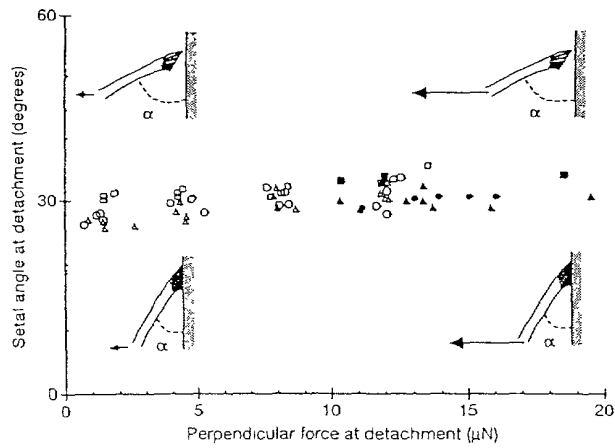 60
α
α
Setal angle at detachment (degrees)
30
α
α
0
0
5
10
15
20
Perpendicular force at detachment (μN)